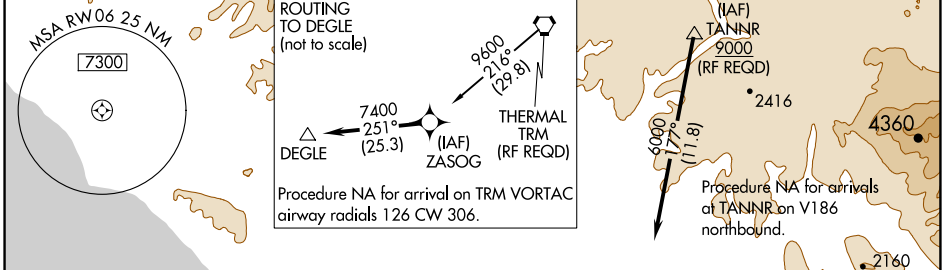 MSA RW06 25 NM
7300
ROUTING
TO DEGLE
(not to scale)
9600
216°
(29.8)
7400
251°
(25.3)
DEGLE
(IAF)
ZASOG
THERMAL
TRM
(RF REQD)
Procedure NA for arrival on TRM VORTAC
airway radials 126 CW 306.
(IAF)
TANNR
9000
(RF REQD)
2416
4360
6000
177°
(11.8)
Procedure NA for arrivals
at TANNR on V186
northbound.
2160